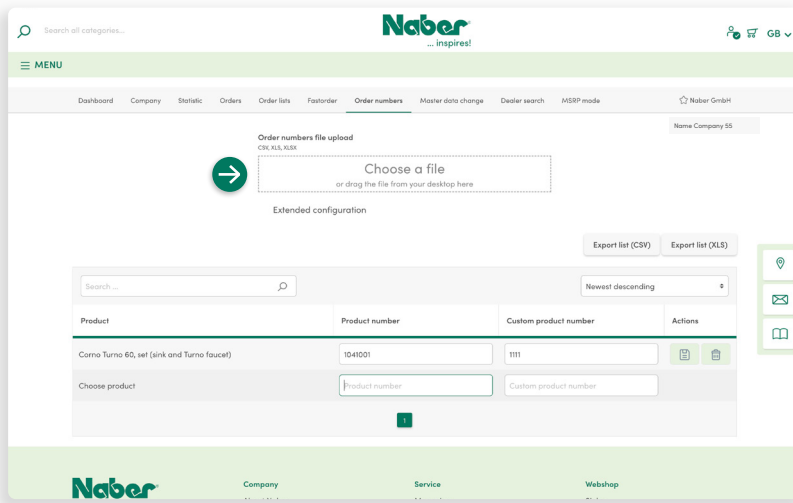 Search all categories...
Naber
... inspires!
GB
MENU
Dashboard Company Statistic Orders Order lists Fastorder Order numbers Master data change Dealer search MSRP mode Naber GmbH
Name Company 55
Order numbers file upload
CSV, XLS, XLSX
Choose a file
or drag the file from your desktop here
Extended configuration
Export list (CSV) Export list (XLS)
Search ... Newest descending
Product Product number Custom product number Actions
Corno Turno 60, set (sink and Turno faucet) 1041001 1111
Choose product Product number Custom product number
1
Naber
Company Service Webshop